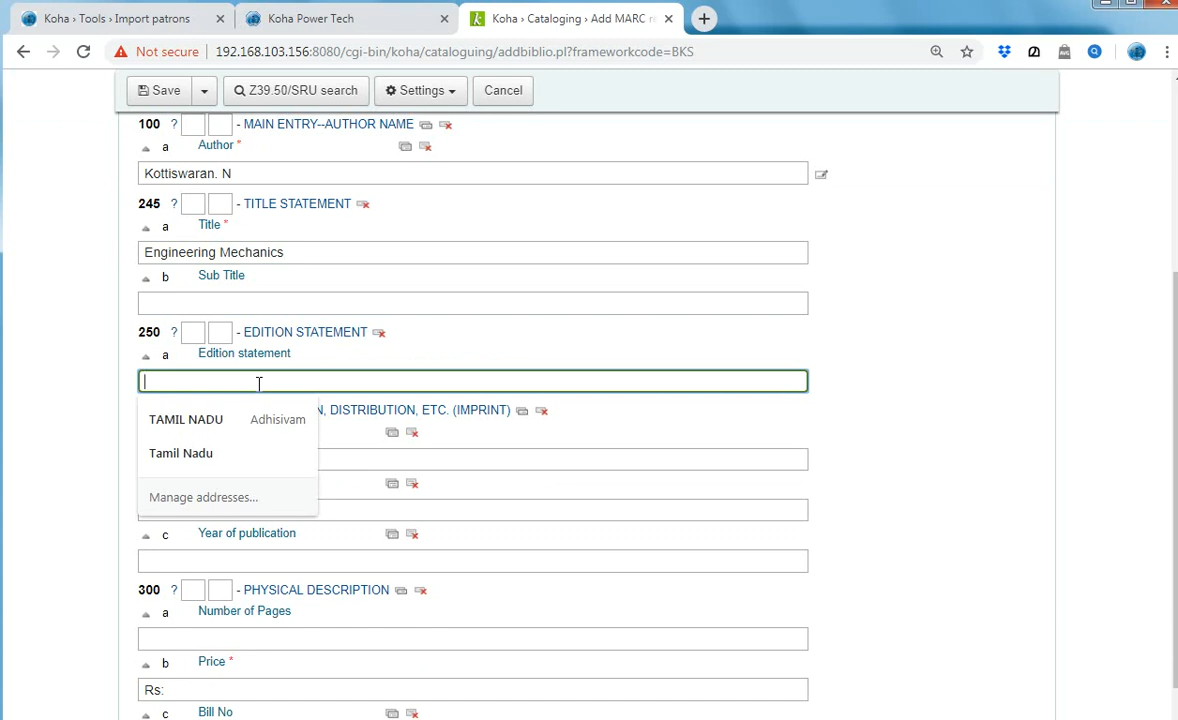 Koha › Tools › Import patrons
Koha Power Tech
Koha › Cataloging › Add MARC re
Not secure
192.168.103.156:8080/cgi-bin/koha/cataloguing/addbiblio.pl?frameworkcode=BKS
Save
Z39.50/SRU search
Settings
Cancel
100 ? - MAIN ENTRY--AUTHOR NAME
a Author *
Kottiswaran. N
245 ? - TITLE STATEMENT
a Title *
Engineering Mechanics
b Sub Title
250 ? - EDITION STATEMENT
a Edition statement
N, DISTRIBUTION, ETC. (IMPRINT)
TAMIL NADU Adhisivam
Tamil Nadu
Manage addresses...
c Year of publication
300 ? - PHYSICAL DESCRIPTION
a Number of Pages
b Price *
Rs:
c Bill No